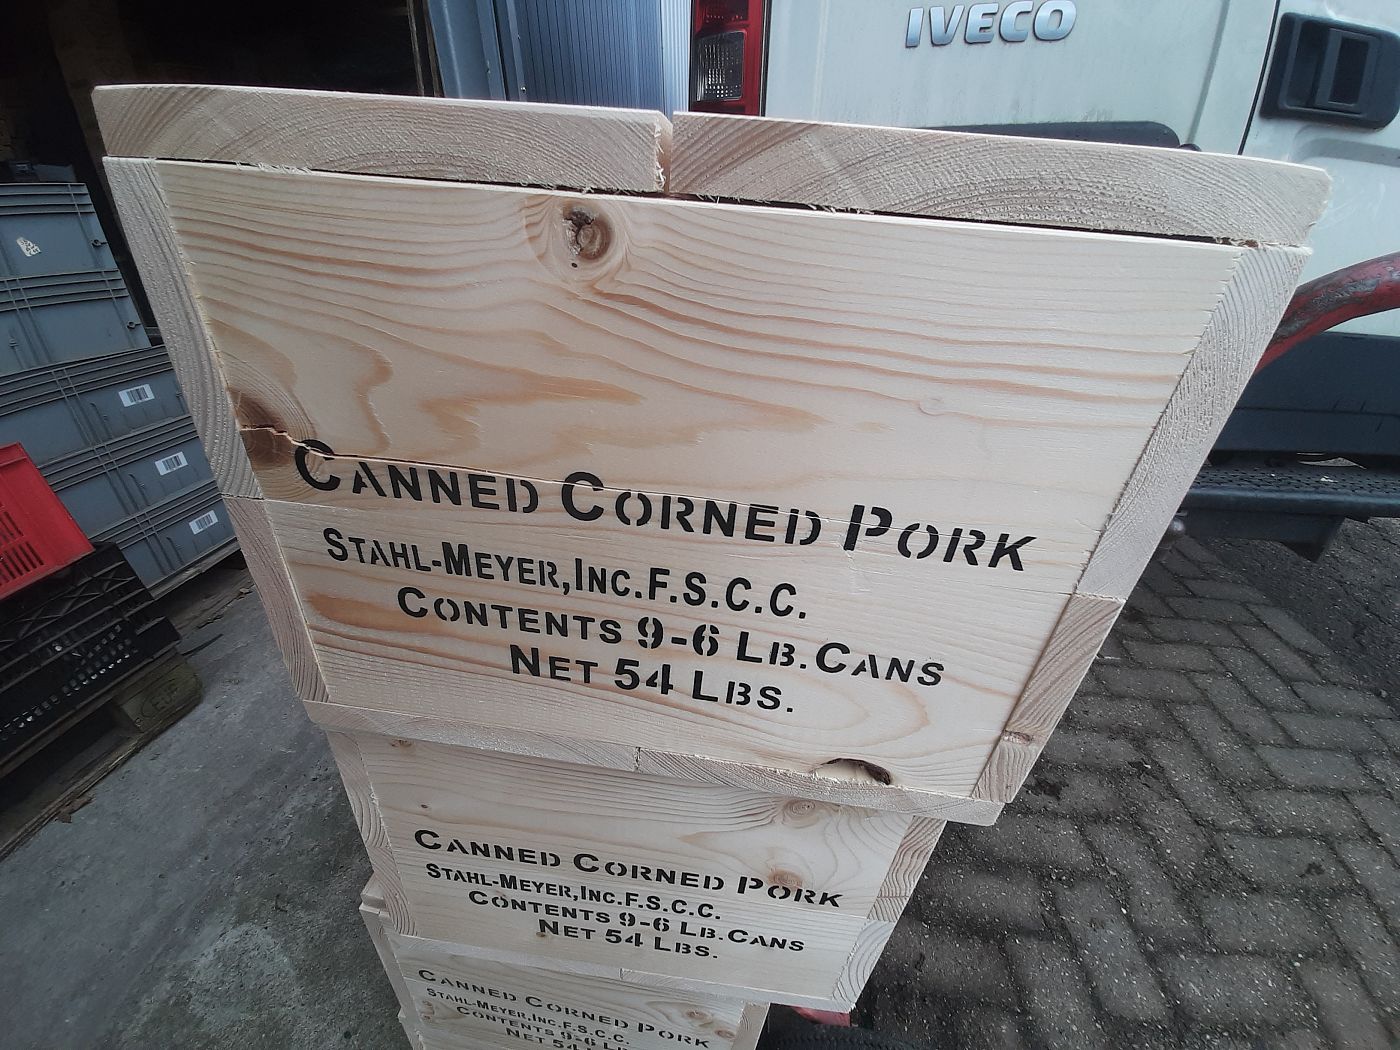 IVECO
CANNED CORNED PORK
STAHL-MEYER, INC. F.S.C.C.
CONTENTS 9-6 LB. CANS
NET 54 LBS.
CANNED CORNED PORK
STAHL-MEYER, INC. F.S.C.C.
CONTENTS 9-6 LB. CANS
NET 54 LBS.
CANNED CORNED PORK
STAHL-MEYER, INC. F.S.C.C.
CONTENTS 9-6 L
NET 54